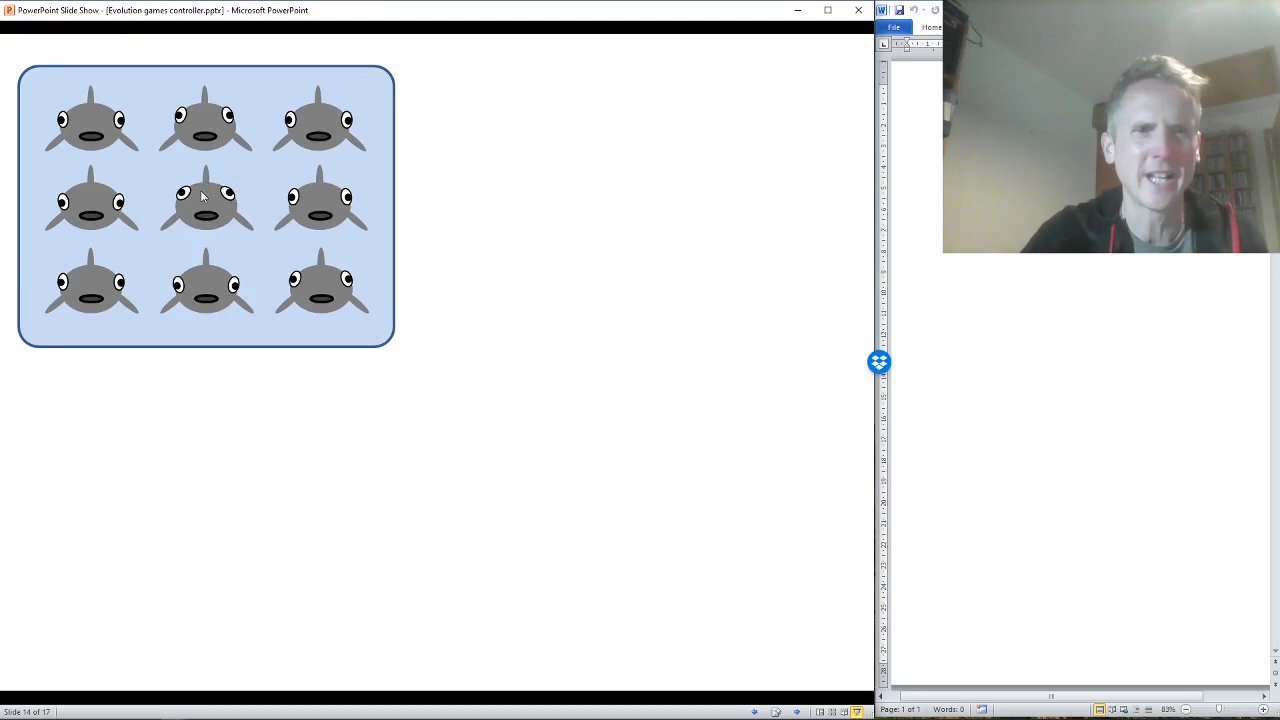 PowerPoint Slide Show - [Evolution games controller.pptx] - Microsoft PowerPoint
File
Home
Slide 14 of 17
Page: 1 of 1
Words: 0
83%